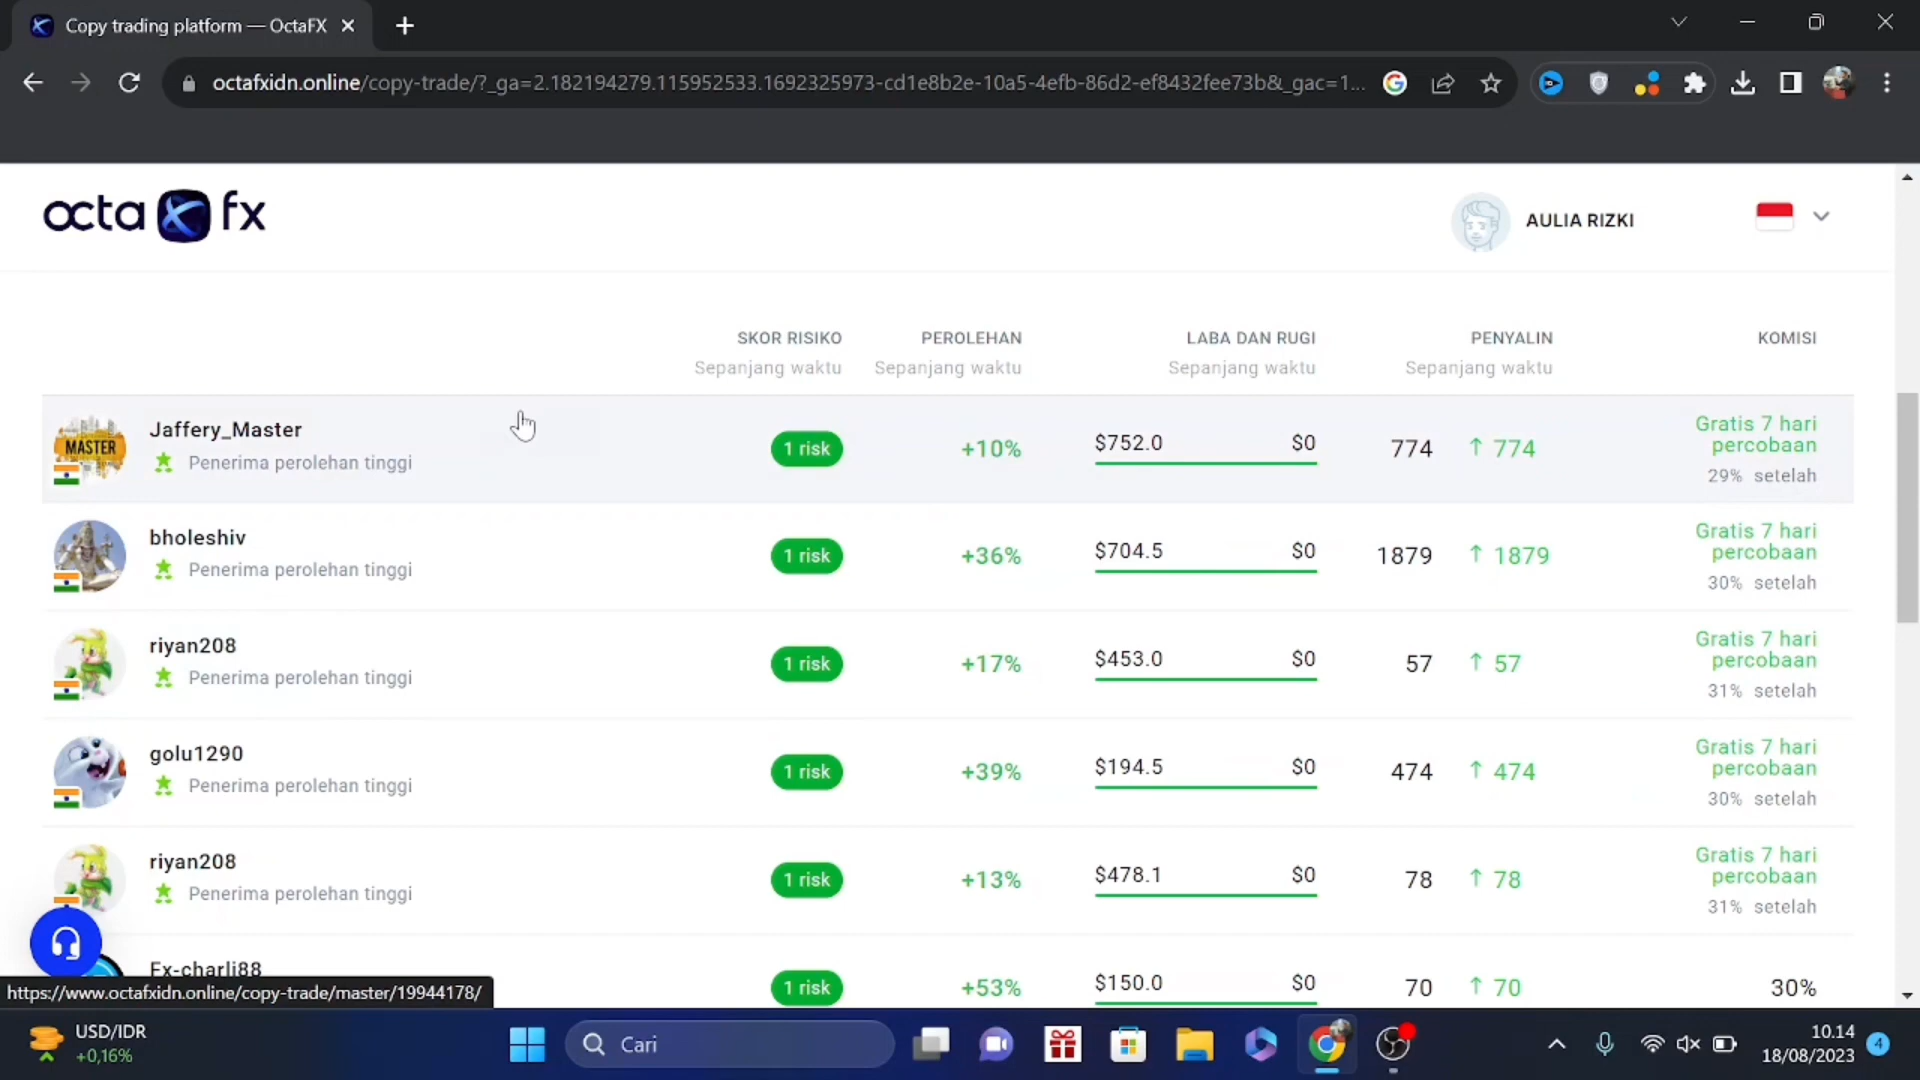 Copy trading platform — OctaFX
octafxidn.online/copy-trade/?_ga=2.182194279.115952533.1692325973-cd1e8b2e-10a5-4efb-86d2-ef8432fee73b&_gac=1...
octa fx
AULIA RIZKI
SKOR RISIKO PEROLEHAN LABA DAN RUGI PENYALIN KOMISI
Sepanjang waktu Sepanjang waktu Sepanjang waktu Sepanjang waktu
MASTER
Jaffery_Master
Penerima perolehan tinggi
1 risk +10% $752.0 $0 774 ↑ 774
Gratis 7 hari
percobaan
29% setelah
bholeshiv
Penerima perolehan tinggi
1 risk +36% $704.5 $0 1879 ↑ 1879
Gratis 7 hari
percobaan
30% setelah
riyan208
Penerima perolehan tinggi
1 risk +17% $453.0 $0 57 ↑ 57
Gratis 7 hari
percobaan
31% setelah
golu1290
Penerima perolehan tinggi
1 risk +39% $194.5 $0 474 ↑ 474
Gratis 7 hari
percobaan
30% setelah
riyan208
Penerima perolehan tinggi
1 risk +13% $478.1 $0 78 ↑ 78
Gratis 7 hari
percobaan
31% setelah
Fx-charli88
1 risk +53% $150.0 $0 70 ↑ 70 30%
https://www.octafxidn.online/copy-trade/master/19944178/
USD/IDR
+0,16%
Cari
10.14
18/08/2023
4